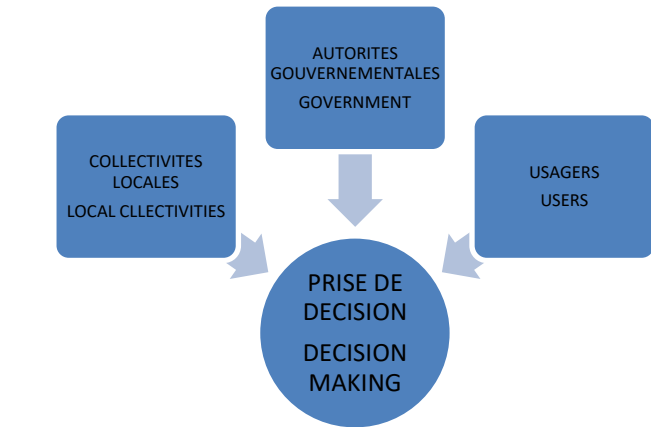 AUTORITES
GOUVERNEMENTALES
GOVERNMENT
COLLECTIVITES
LOCALES
LOCAL CLLECTIVITIES
USAGERS
USERS
PRISE DE
DECISION
DECISION
MAKING